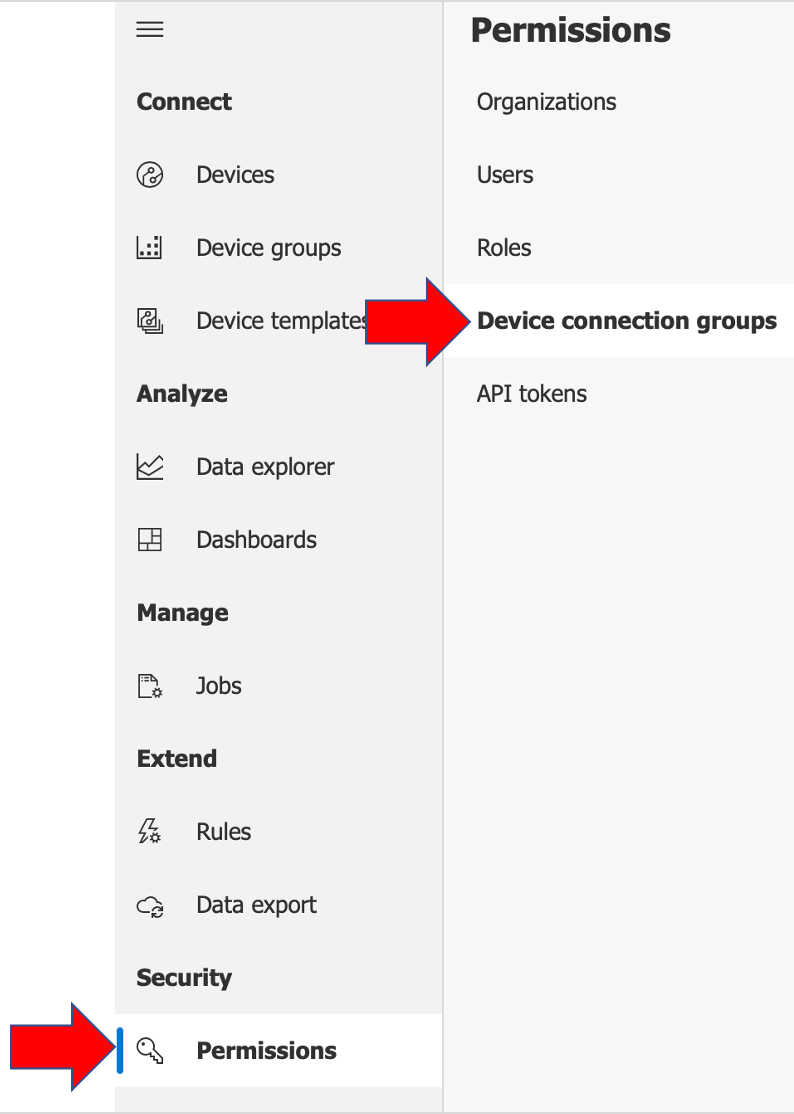 Connect
Devices
Device groups
Device templates
Analyze
Data explorer
Dashboards
Manage
Jobs
Extend
Rules
Data export
Security
Permissions
Permissions
Organizations
Users
Roles
Device connection groups
API tokens